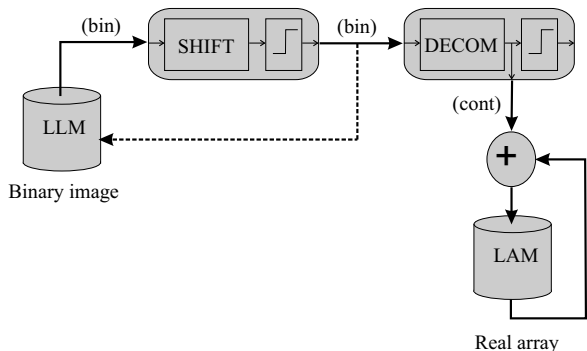 (bin)
SHIFT
(bin)
DECOM
LLM
(cont)
+
Binary image
LAM
Real array